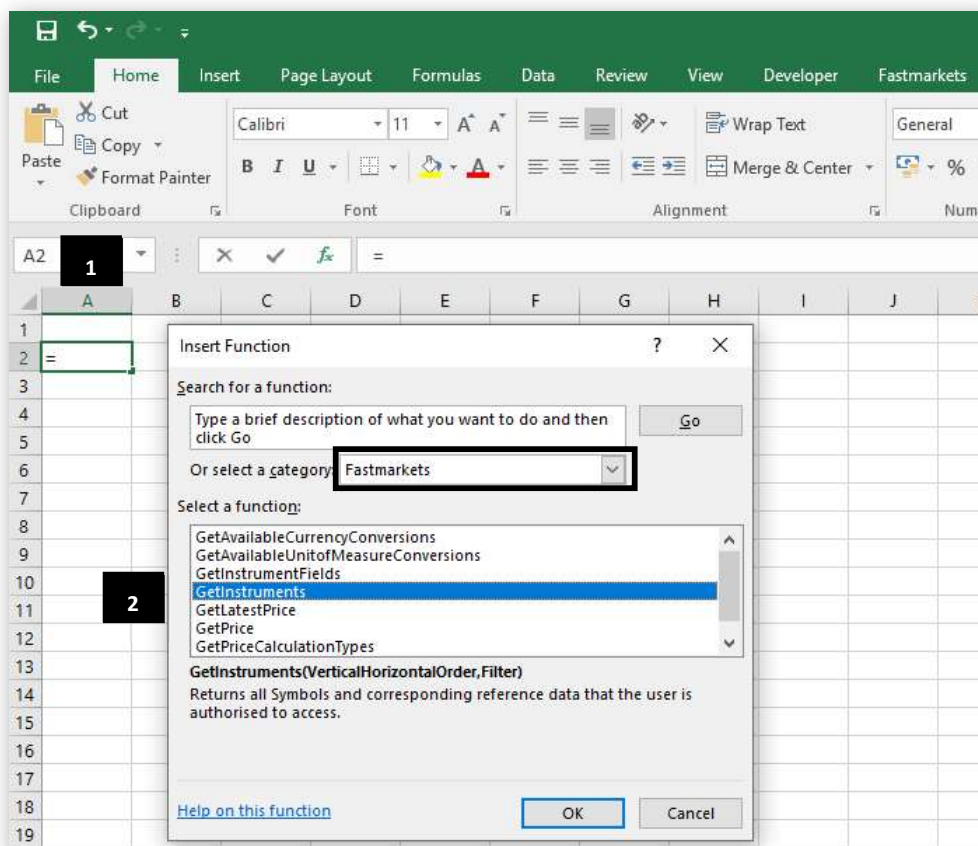 File Home Insert Page Layout Formulas Data Review View Developer Fastmarkets
Paste
Cut
Copy
Format Painter
Calibri 11 A A
B I U A
Wrap Text
Merge & Center
General
%
Clipboard Font Alignment Num
A2 fx =
1
A B C D E F G H I J
1
2 =
3
4
5
6
7
8
9
10
11
12
13
14
15
16
17
18
19
Insert Function ? ×
Search for a function:
Type a brief description of what you want to do and then
click Go
Go
Or select a category: Fastmarkets
Select a function:
GetAvailableCurrencyConversions
GetAvailableUnitofMeasureConversions
GetInstrumentFields
GetInstruments
GetLatestPrice
GetPrice
GetPriceCalculationTypes
2
GetInstruments(VerticalHorizontalOrder,Filter)
Returns all Symbols and corresponding reference data that the user is
authorised to access.
Help on this function
OK Cancel